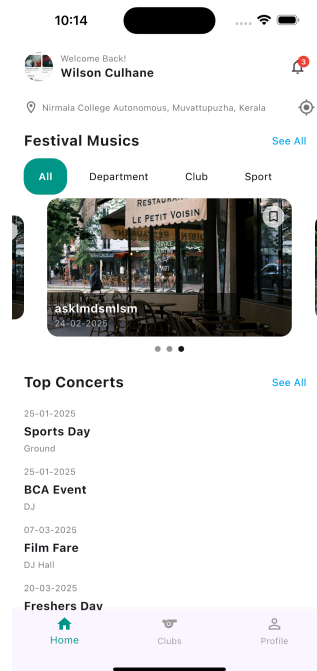 10:14
Welcome Back!
Wilson Culhane
3
Nirmala College Autonomous, Muvattupuzha, Kerala
Festival Musics
See All
All
Department
Club
Sport
RESTAURANT
LE PETIT VOISIN
SERVICE
asklmdsmlsm
24-02-2025
Top Concerts
See All
25-01-2025
Sports Day
Ground
25-01-2025
BCA Event
DJ
07-03-2025
Film Fare
DJ Hall
20-03-2025
Freshers Day
Home
Clubs
Profile